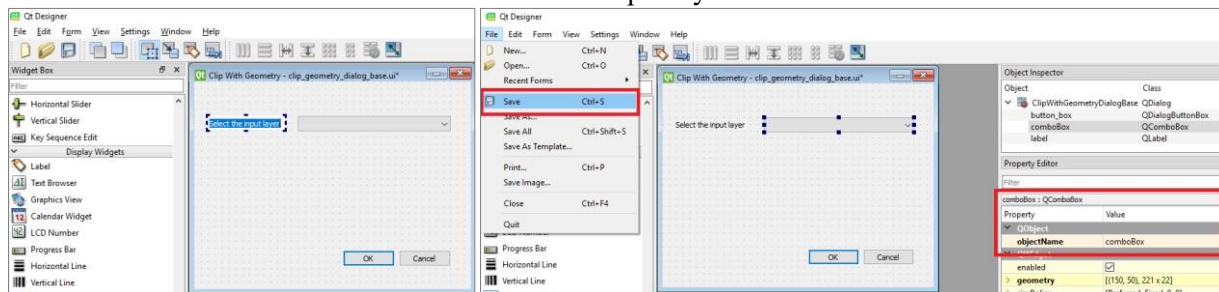 Qt Designer
File Edit Form View Settings Window Help
Widget Box
Filter
Horizontal Slider
Vertical Slider
Key Sequence Edit
Display Widgets
Label
Text Browser
Graphics View
Calendar Widget
LCD Number
Progress Bar
Horizontal Line
Vertical Line
Clip With Geometry - clip_geometry_dialog_base.ui*
Select the input layer
OK Cancel
Qt Designer
File Edit Form View Settings Window Help
New... Ctrl+N
Open... Ctrl+O
Recent Forms
Save Ctrl+S
Save As...
Save All Ctrl+Shift+S
Save As Template...
Print... Ctrl+P
Save Image...
Close Ctrl+F4
Quit
Progress Bar
Horizontal Line
Vertical Line
Clip With Geometry - clip_geometry_dialog_base.ui*
Select the input layer
OK Cancel
Object Inspector
Object Class
ClipWithGeometryDialogBase QDialog
button_box QDialogButtonBox
comboBox QComboBox
label QLabel
Property Editor
Filter
comboBox : QComboBox
Property Value
QObject
objectName comboBox
enabled
geometry [(150, 50), 221 x 22]